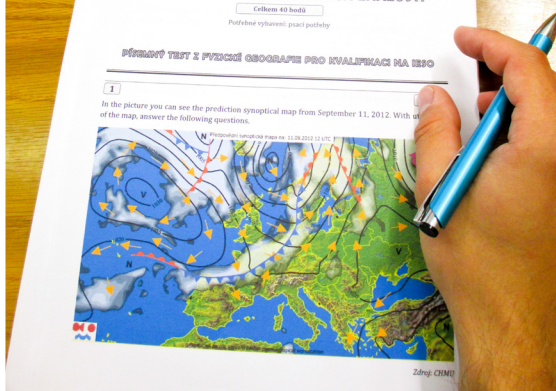 Celkem 40 bodů
Potřebné vybavení: psací potřeby
PÍSEMNÝ TEST Z FYZICKÉ GEOGRAFIE PRO KVALIFIKACI NA IESO
1
In the picture you can see the prediction synoptical map from September 11, 2012. With
of the map, answer the following questions.
Předpovědní synoptická mapa na: 11.09.2012 12 UTC
N
V
N
V
Zdroj: CHMU